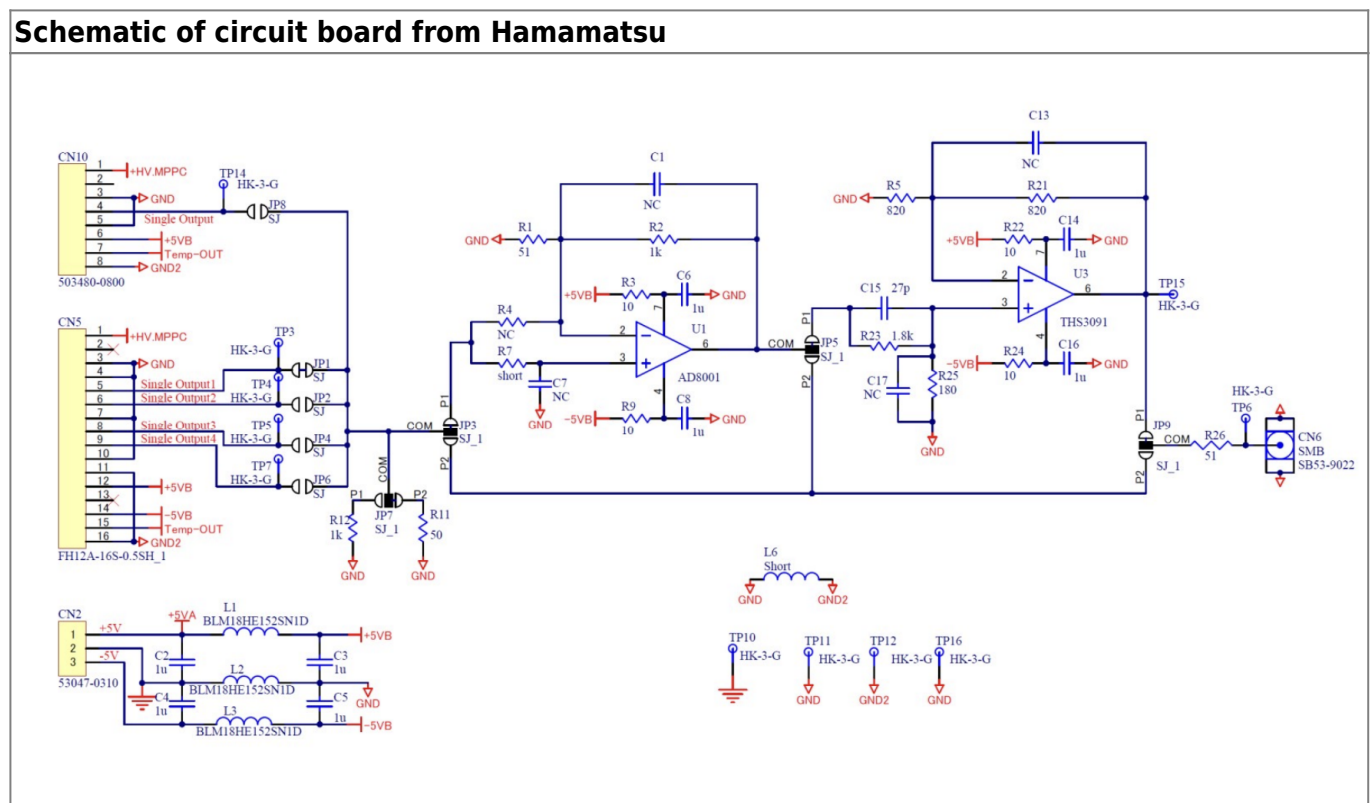 Schematic of circuit board from Hamamatsu
CN10
1
2
3
4
5
6
7
8
503480-0800
+HV.MPPC
GND
Single Output
+5VB
Temp-OUT
GND2
TP14
HK-3-G
JP8
SJ
CN5
1
2
3
4
5
6
7
8
9
10
11
12
13
14
15
16
FH12A-16S-0.5SH_1
+HV.MPPC
GND
Single Output1
Single Output2
Single Output3
Single Output4
+5VB
-5VB
Temp-OUT
GND2
TP3
HK-3-G
JP1
SJ
TP4
HK-3-G
JP2
SJ
TP5
HK-3-G
JP4
SJ
TP7
HK-3-G
JP6
SJ
COM
P1
P2
JP7
SJ_1
R12
1k
GND
R11
50
GND
COM
P1
JP3
SJ_1
P2
R4
NC
R7
short
C7
NC
GND
GND
R1
51
C1
NC
R2
1k
+5VB
R3
10
C6
1u
GND
2
3
7
4
6
U1
AD8001
-5VB
R9
10
C8
1u
GND
COM
P1
JP5
SJ_1
P2
C15
27p
R23
1.8k
C17
NC
R25
180
GND
GND
R5
820
C13
NC
R21
820
+5VB
R22
10
C14
1u
GND
2
3
7
4
6
U3
THS3091
-5VB
R24
10
C16
1u
GND
TP15
HK-3-G
P1
JP9
COM
SJ_1
P2
R26
51
HK-3-G
TP6
CN6
SMB
SB53-9022
CN2
1
2
3
53047-0310
+5V
-5V
+5VA
L1
BLM18HE152SN1D
C2
1u
C3
1u
+5VB
L2
BLM18HE152SN1D
GND
C4
1u
C5
1u
L3
BLM18HE152SN1D
-5VB
L6
Short
GND
GND2
TP10
HK-3-G
TP11
HK-3-G
GND
TP12
HK-3-G
GND2
TP16
HK-3-G
GND